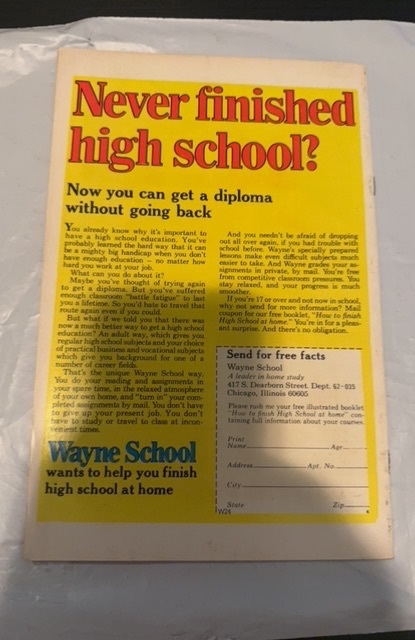 Never finished
high school?
Now you can get a diploma
without going back
You already know why it's important to
have a high school education. You've
probably learned the hard way that it can
be a mighty big handicap when you don't
have enough education — no matter how
hard you work at your job.
What can you do about it?
Maybe you've thought of trying again
to get a diploma. But you've suffered
enough classroom "battle fatigue" to last
you a lifetime. So you'd hate to travel that
route again even if you could.
But what if we told you that there was
now a much better way to get a high school
education? An adult way, which gives you
regular high school subjects and your choice
of practical business and vocational subjects
which give you background for one of a
number of career fields.
That's the unique Wayne School way.
You do your reading and assignments in
your spare time, in the relaxed atmosphere
of your own home, and "turn in" your com-
pleted assignments by mail. You don't have
to give up your present job. You don't
have to study or travel to class at incon-
venient times.
And you needn't be afraid of dropping
out all over again, if you had trouble with
school before. Wayne's specially prepared
lessons make even difficult subjects much
easier to take. And Wayne grades your as-
signments in private, by mail. You're free
from competitive classroom pressures. You
stay relaxed, and your progress is much
smoother.
If you're 17 or over and not now in school,
why not send for more information? Mail
coupon for our free booklet, "How to finish
High School at home." You're in for a pleas-
ant surprise. And there's no obligation.
Wayne School
wants to help you finish
high school at home
Send for free facts
Wayne School
A leader in home study
417 S. Dearborn Street, Dept. 62-035
Chicago, Illinois 60605
Please rush me your free illustrated booklet
"How to finish High School at home" con-
taining full information about your courses.
Print
Name Age
Address Apt. No.
City
State Zip
W24